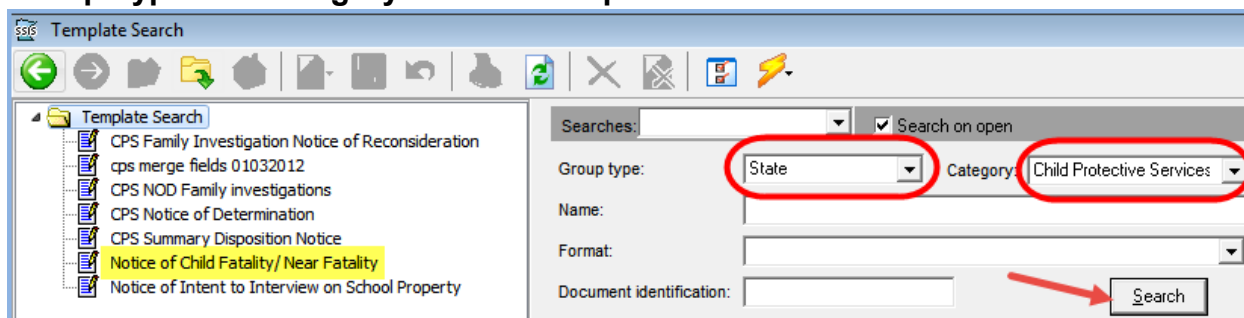 ssis Template Search
Template Search
CPS Family Investigation Notice of Reconsideration
cps merge fields 01032012
CPS NOD Family investigations
CPS Notice of Determination
CPS Summary Disposition Notice
Notice of Child Fatality/ Near Fatality
Notice of Intent to Interview on School Property
Searches:
Search on open
Group type: State Category: Child Protective Services
Name:
Format:
Document identification: Search